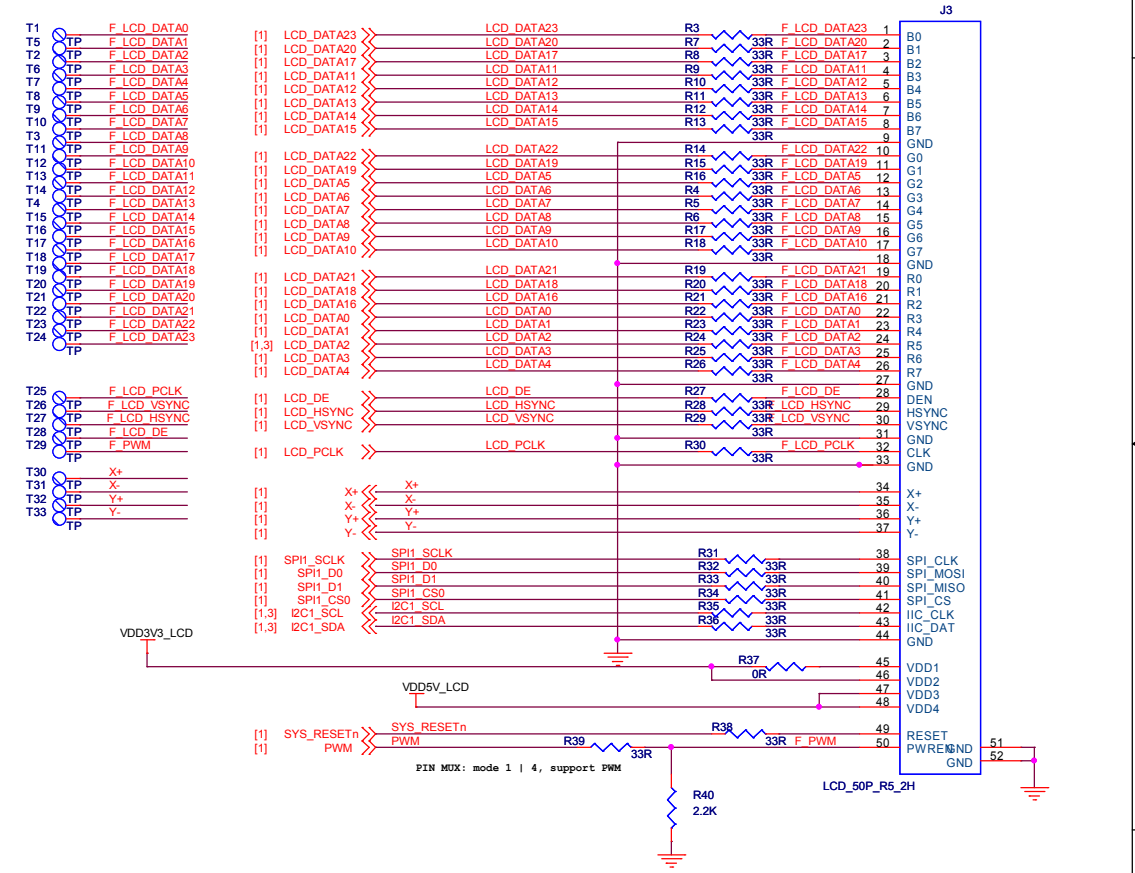 J3
T1 F_LCD_DATA0 [1] LCD_DATA23 LCD_DATA23 R3 33R F_LCD_DATA23 1 B0
T5 TP F_LCD_DATA1 [1] LCD_DATA20 LCD_DATA20 R7 33R F_LCD_DATA20 2 B1
T2 TP F_LCD_DATA2 [1] LCD_DATA17 LCD_DATA17 R8 33R F_LCD_DATA17 3 B2
T6 TP F_LCD_DATA3 [1] LCD_DATA11 LCD_DATA11 R9 33R F_LCD_DATA11 4 B3
T7 TP F_LCD_DATA4 [1] LCD_DATA12 LCD_DATA12 R10 33R F_LCD_DATA12 5 B4
T8 TP F_LCD_DATA5 [1] LCD_DATA13 LCD_DATA13 R11 33R F_LCD_DATA13 6 B5
T9 TP F_LCD_DATA6 [1] LCD_DATA14 LCD_DATA14 R12 33R F_LCD_DATA14 7 B6
T10 TP F_LCD_DATA7 [1] LCD_DATA15 LCD_DATA15 R13 33R F_LCD_DATA15 8 B7
T3 TP F_LCD_DATA8 9 GND
T11 TP F_LCD_DATA9 [1] LCD_DATA22 LCD_DATA22 R14 33R F_LCD_DATA22 10 G0
T12 TP F_LCD_DATA10 [1] LCD_DATA19 LCD_DATA19 R15 33R F_LCD_DATA19 11 G1
T13 TP F_LCD_DATA11 [1] LCD_DATA5 LCD_DATA5 R16 33R F_LCD_DATA5 12 G2
T14 TP F_LCD_DATA12 [1] LCD_DATA6 LCD_DATA6 R4 33R F_LCD_DATA6 13 G3
T4 TP F_LCD_DATA13 [1] LCD_DATA7 LCD_DATA7 R5 33R F_LCD_DATA7 14 G4
T15 TP F_LCD_DATA14 [1] LCD_DATA8 LCD_DATA8 R6 33R F_LCD_DATA8 15 G5
T16 TP F_LCD_DATA15 [1] LCD_DATA9 LCD_DATA9 R17 33R F_LCD_DATA9 16 G6
T17 TP F_LCD_DATA16 [1] LCD_DATA10 LCD_DATA10 R18 33R F_LCD_DATA10 17 G7
T18 TP F_LCD_DATA17 18 GND
T19 TP F_LCD_DATA18 [1] LCD_DATA21 LCD_DATA21 R19 33R F_LCD_DATA21 19 R0
T20 TP F_LCD_DATA19 [1] LCD_DATA18 LCD_DATA18 R20 33R F_LCD_DATA18 20 R1
T21 TP F_LCD_DATA20 [1] LCD_DATA16 LCD_DATA16 R21 33R F_LCD_DATA16 21 R2
T22 TP F_LCD_DATA21 [1] LCD_DATA0 LCD_DATA0 R22 33R F_LCD_DATA0 22 R3
T23 TP F_LCD_DATA22 [1] LCD_DATA1 LCD_DATA1 R23 33R F_LCD_DATA1 23 R4
T24 TP F_LCD_DATA23 [1,3] LCD_DATA2 LCD_DATA2 R24 33R F_LCD_DATA2 24 R5
TP [1] LCD_DATA3 LCD_DATA3 R25 33R F_LCD_DATA3 25 R6
[1] LCD_DATA4 LCD_DATA4 R26 33R F_LCD_DATA4 26 R7
27 GND
T25 F_LCD_PCLK [1] LCD_DE LCD_DE R27 F_LCD_DE 28 DEN
T26 TP F_LCD_VSYNC [1] LCD_HSYNC LCD_HSYNC R28 33R F_LCD_HSYNC 29 HSYNC
T27 TP F_LCD_HSYNC [1] LCD_VSYNC LCD_VSYNC R29 33R F_LCD_VSYNC 30 VSYNC
T28 TP F_LCD_DE 33R 31 GND
T29 TP F_PWM [1] LCD_PCLK LCD_PCLK R30 F_LCD_PCLK 32 CLK
TP 33R 33 GND
T30 X+
T31 TP X- [1] X+ X+ 34 X+
T32 TP Y+ [1] X- X- 35 X-
T33 TP Y- [1] Y+ Y+ 36 Y+
TP [1] Y- Y- 37 Y-
[1] SPI1_SCLK SPI1_SCLK R31 33R 38 SPI_CLK
[1] SPI1_D0 SPI1_D0 R32 33R 39 SPI_MOSI
[1] SPI1_D1 SPI1_D1 R33 33R 40 SPI_MISO
[1] SPI1_CS0 SPI1_CS0 R34 33R 41 SPI_CS
[1,3] I2C1_SCL I2C1_SCL R35 33R 42 IIC_CLK
[1,3] I2C1_SDA I2C1_SDA R36 33R 43 IIC_DAT
44 GND
VDD3V3_LCD
R37 0R 45 VDD1
46 VDD2
VDD5V_LCD
47 VDD3
48 VDD4
[1] SYS_RESETn SYS_RESETn R38 33R 49 RESET
[1] PWM PWM R39 33R F_PWM 50 PWREN GND 51
GND 52
PIN MUX: mode 1 | 4, support PWM
LCD_50P_R5_2H
R40
2.2K